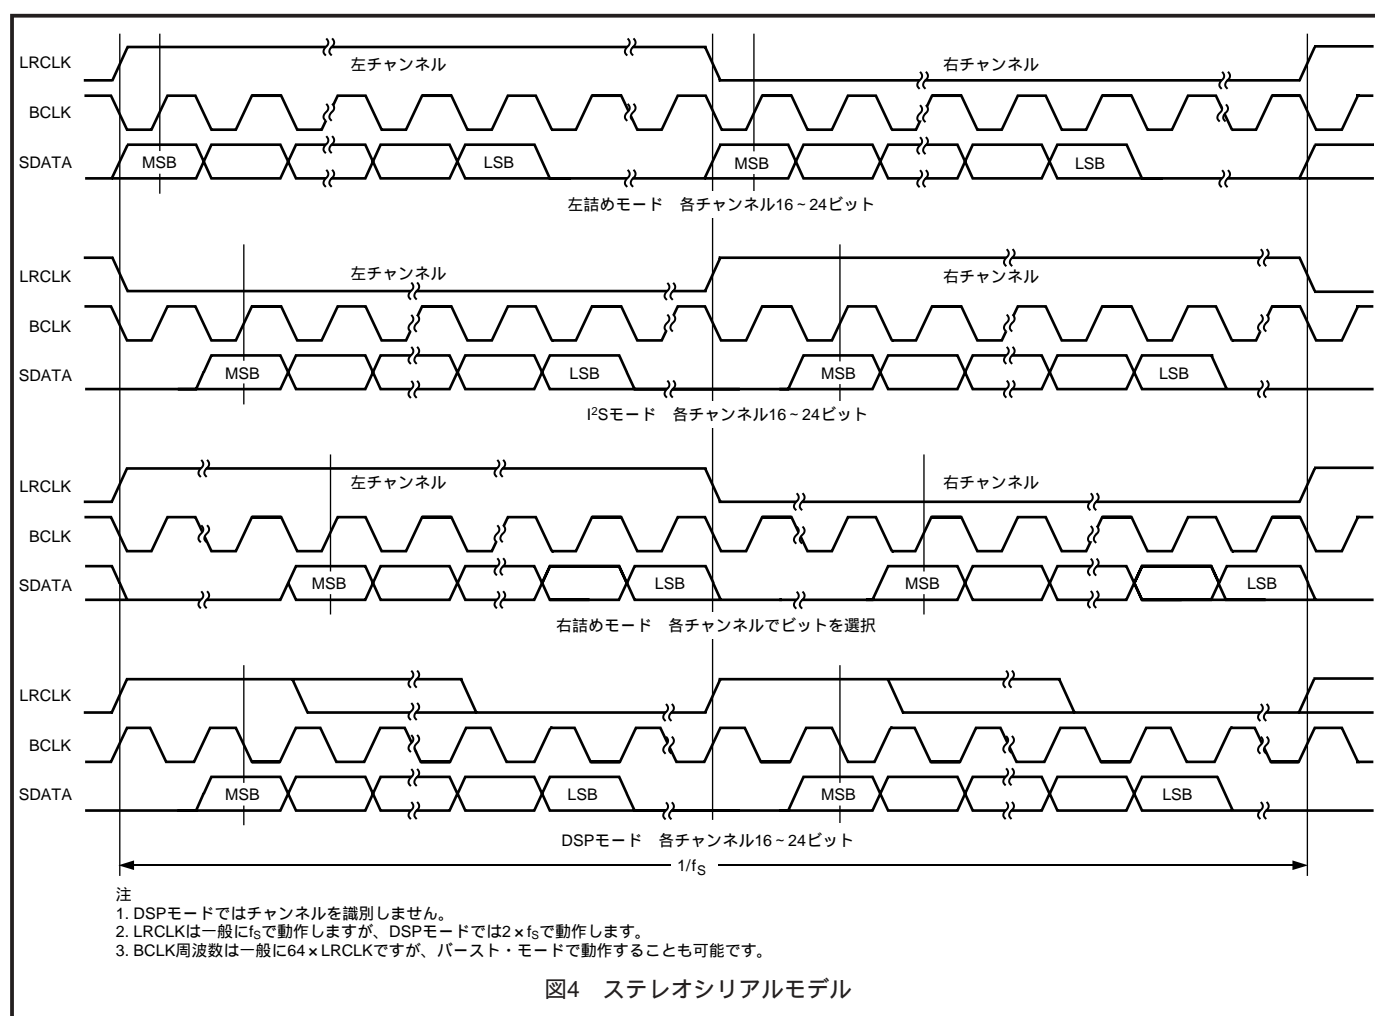 LRCLK 左チャンネル 右チャンネル
BCLK
SDATA MSB LSB MSB LSB
左詰めモード 各チャンネル16~24ビット
LRCLK 左チャンネル 右チャンネル
BCLK
SDATA MSB LSB MSB LSB
I²Sモード 各チャンネル16~24ビット
LRCLK 左チャンネル 右チャンネル
BCLK
SDATA MSB LSB MSB LSB
右詰めモード 各チャンネルでビットを選択
LRCLK
BCLK
SDATA MSB LSB MSB LSB
DSPモード 各チャンネル16~24ビット
1/fS
注
1. DSPモードではチャンネルを識別しません。
2. LRCLKは一般にfSで動作しますが、DSPモードでは2×fSで動作します。
3. BCLK周波数は一般に64×LRCLKですが、バースト・モードで動作することも可能です。
図4 ステレオシリアルモデル